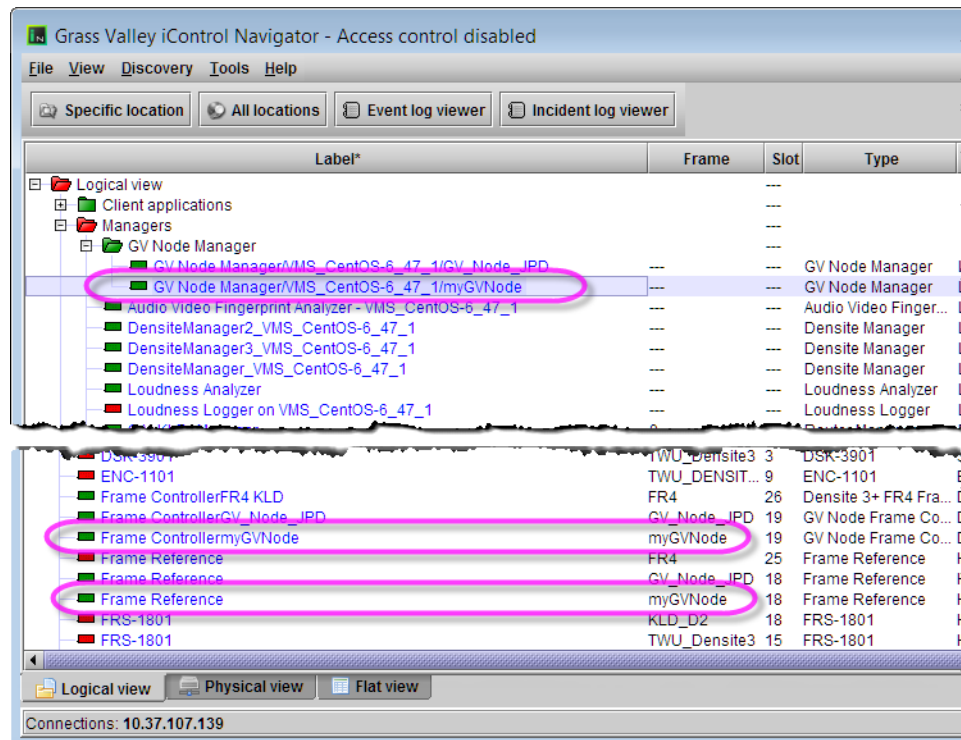 Grass Valley iControl Navigator - Access control disabled
File View Discovery Tools Help
Specific location All locations Event log viewer Incident log viewer
Label* Frame Slot Type
Logical view ---
Client applications ---
Managers ---
GV Node Manager ---
GV Node Manager/VMS_CentOS-6_47_1/GV_Node_JPD --- --- GV Node Manager
GV Node Manager/VMS_CentOS-6_47_1/myGVNode --- --- GV Node Manager
Audio Video Fingerprint Analyzer - VMS_CentOS-6_47_1 --- --- Audio Video Finger...
DensiteManager2_VMS_CentOS-6_47_1 --- --- Densite Manager
DensiteManager3_VMS_CentOS-6_47_1 --- --- Densite Manager
DensiteManager_VMS_CentOS-6_47_1 --- --- Densite Manager
Loudness Analyzer --- --- Loudness Analyzer
Loudness Logger on VMS_CentOS-6_47_1 --- --- Loudness Logger
DSK-3901 TWU_Densite3 3 DSK-3901
ENC-1101 TWU_DENSIT... 9 ENC-1101
Frame ControllerFR4 KLD FR4 26 Densite 3+ FR4 Fra...
Frame ControllerGV_Node_JPD GV_Node_JPD 19 GV Node Frame Co...
Frame ControllermyGVNode myGVNode 19 GV Node Frame Co...
Frame Reference FR4 25 Frame Reference
Frame Reference GV_Node_JPD 18 Frame Reference
Frame Reference myGVNode 18 Frame Reference
FRS-1801 KLD_D2 18 FRS-1801
FRS-1801 TWU_Densite3 15 FRS-1801
Logical view Physical view Flat view
Connections: 10.37.107.139